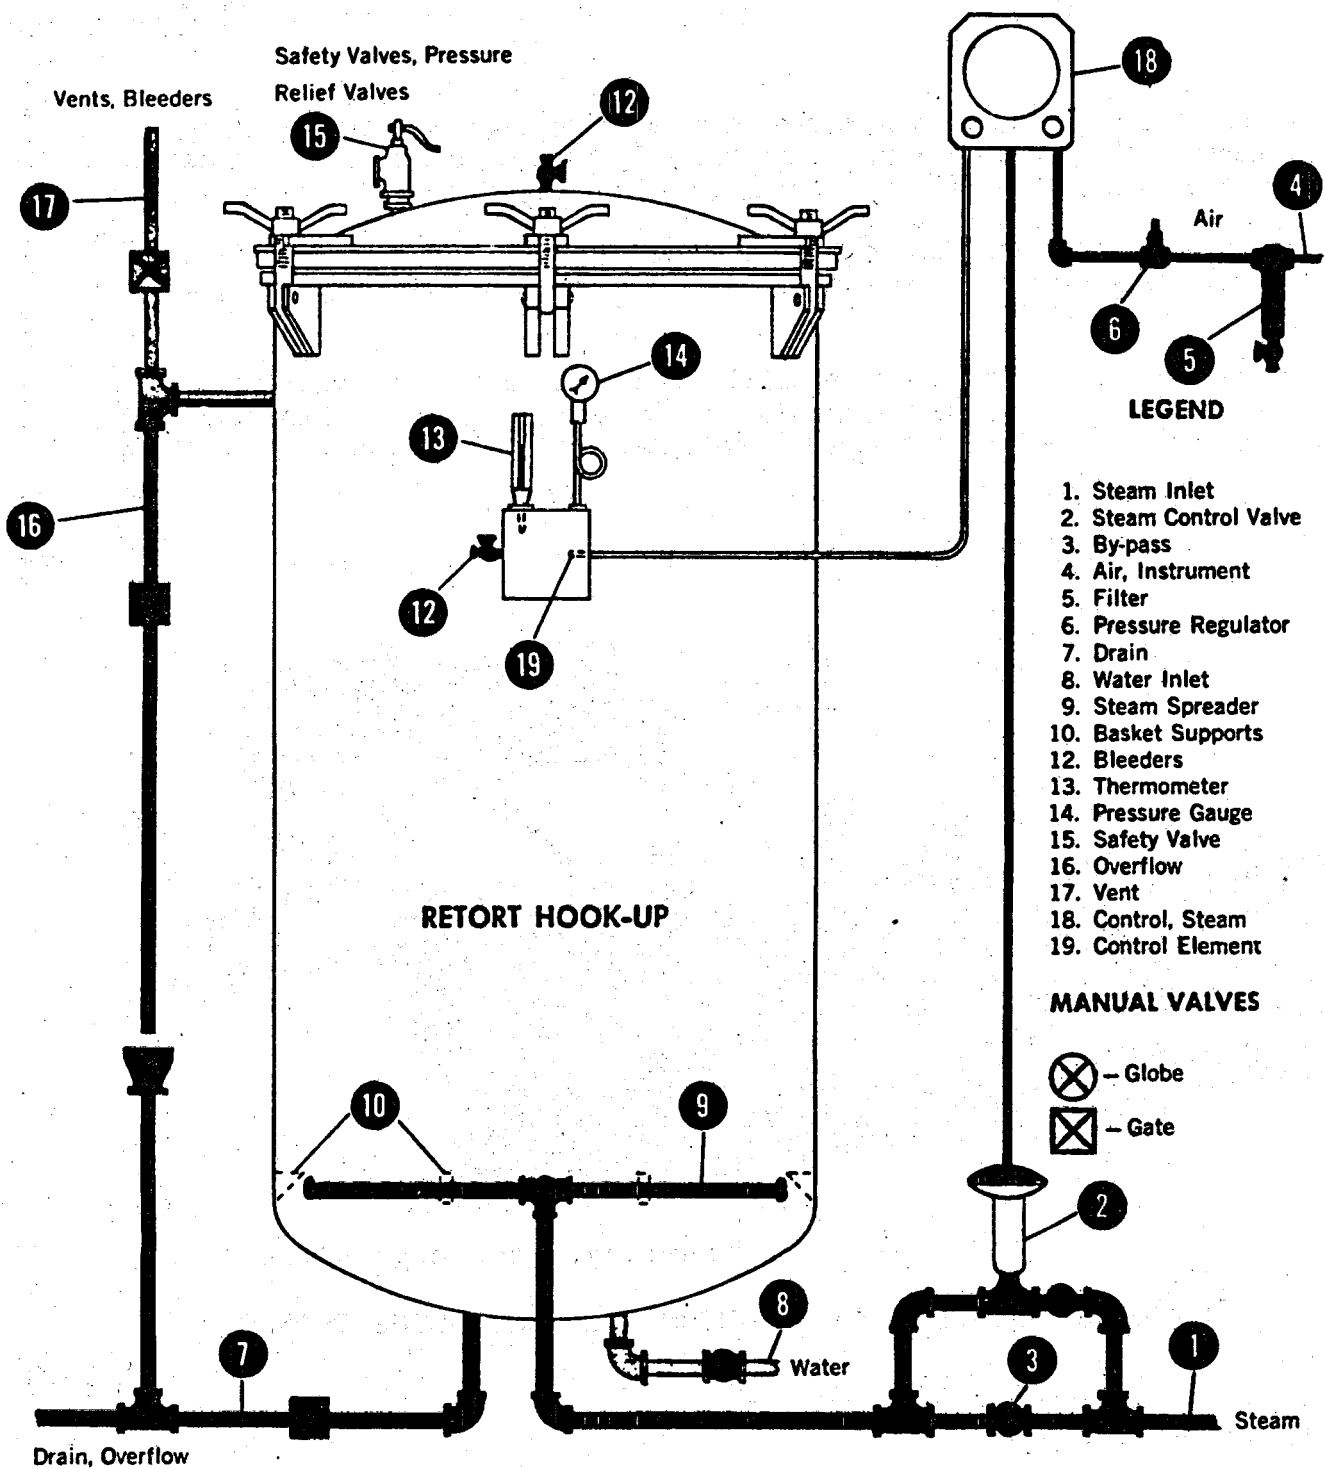 Safety Valves, Pressure
Relief Valves
Vents, Bleeders
12
15
18
17
4
Air
6
5
14
13
16
12
19
LEGEND
1. Steam Inlet
2. Steam Control Valve
3. By-pass
4. Air, Instrument
5. Filter
6. Pressure Regulator
7. Drain
8. Water Inlet
9. Steam Spreader
10. Basket Supports
12. Bleeders
13. Thermometer
14. Pressure Gauge
15. Safety Valve
16. Overflow
17. Vent
18. Control, Steam
19. Control Element
RETORT HOOK-UP
MANUAL VALVES
– Globe
– Gate
10
9
2
8
7
3
1
Water
Steam
Drain, Overflow